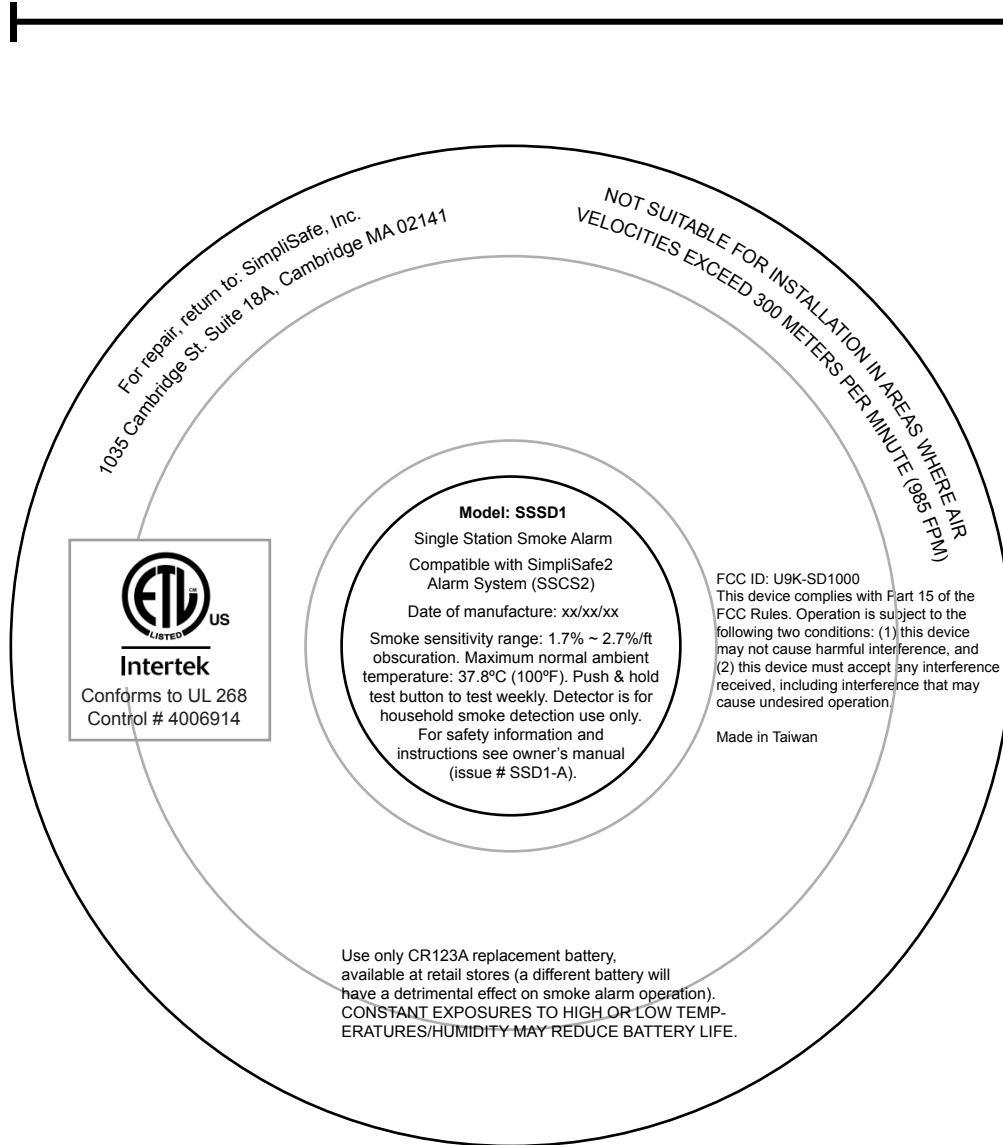 For repair, return to: SimpliSafe, Inc.
1035 Cambridge St. Suite 18A, Cambridge MA 02141
NOT SUITABLE FOR INSTALLATION IN AREAS WHERE AIR
VELOCITIES EXCEED 300 METERS PER MINUTE (985 FPM)
Model: SSSD1
Single Station Smoke Alarm
Compatible with SimpliSafe2
Alarm System (SSCS2)
Date of manufacture: xx/xx/xx
Smoke sensitivity range: 1.7% ~ 2.7%/ft
obscuration. Maximum normal ambient
temperature: 37.8ºC (100ºF). Push & hold
test button to test weekly. Detector is for
household smoke detection use only.
For safety information and
instructions see owner’s manual
(issue # SSD1-A).
ETL CM
LISTED
US
Intertek
Conforms to UL 268
Control # 4006914
FCC ID: U9K-SD1000
This device complies with Part 15 of the
FCC Rules. Operation is subject to the
following two conditions: (1) this device
may not cause harmful interference, and
(2) this device must accept any interference
received, including interference that may
cause undesired operation.
Made in Taiwan
Use only CR123A replacement battery,
available at retail stores (a different battery will
have a detrimental effect on smoke alarm operation).
CONSTANT EXPOSURES TO HIGH OR LOW TEMP-
ERATURES/HUMIDITY MAY REDUCE BATTERY LIFE.